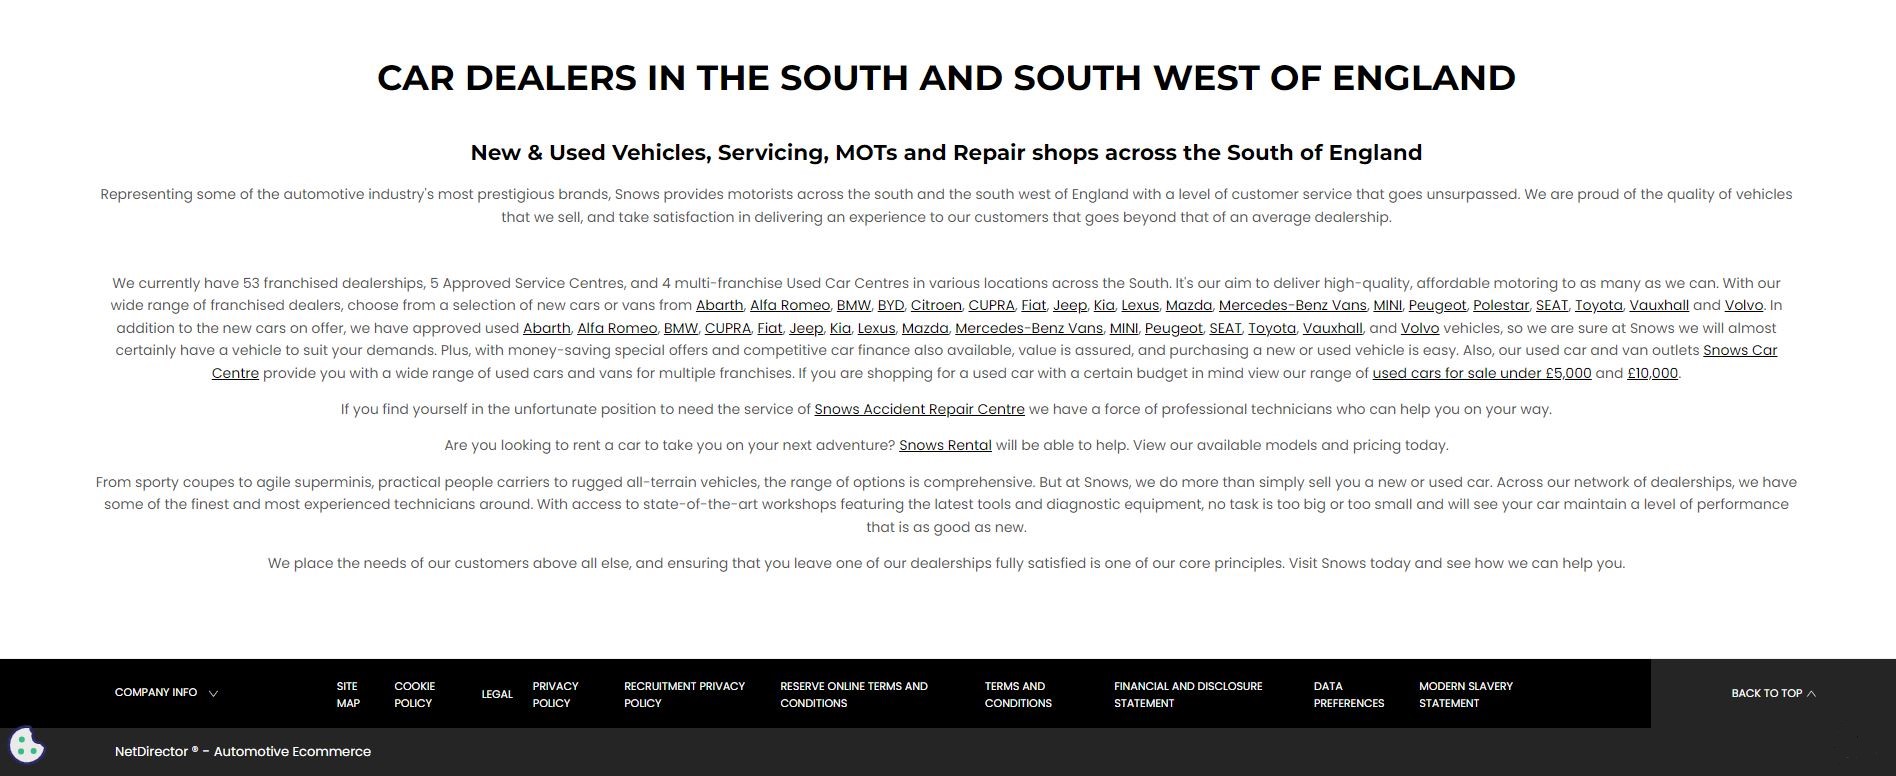 CAR DEALERS IN THE SOUTH AND SOUTH WEST OF ENGLAND
New & Used Vehicles, Servicing, MOTs and Repair shops across the South of England
Representing some of the automotive industry's most prestigious brands, Snows provides motorists across the south and the south west of England with a level of customer service that goes unsurpassed. We are proud of the quality of vehicles
that we sell, and take satisfaction in delivering an experience to our customers that goes beyond that of an average dealership.
We currently have 53 franchised dealerships, 5 Approved Service Centres, and 4 multi-franchise Used Car Centres in various locations across the South. It's our aim to deliver high-quality, affordable motoring to as many as we can. With our
wide range of franchised dealers, choose from a selection of new cars or vans from Abarth, Alfa Romeo, BMW, BYD, Citroen, CUPRA, Fiat, Jeep, Kia, Lexus, Mazda, Mercedes-Benz Vans, MINI, Peugeot, Polestar, SEAT, Toyota, Vauxhall and Volvo. In
addition to the new cars on offer, we have approved used Abarth, Alfa Romeo, BMW, CUPRA, Fiat, Jeep, Kia, Lexus, Mazda, Mercedes-Benz Vans, MINI, Peugeot, SEAT, Toyota, Vauxhall, and Volvo vehicles, so we are sure at Snows we will almost
certainly have a vehicle to suit your demands. Plus, with money-saving special offers and competitive car finance also available, value is assured, and purchasing a new or used vehicle is easy. Also, our used car and van outlets Snows Car
Centre provide you with a wide range of used cars and vans for multiple franchises. If you are shopping for a used car with a certain budget in mind view our range of used cars for sale under £5,000 and £10,000.
If you find yourself in the unfortunate position to need the service of Snows Accident Repair Centre we have a force of professional technicians who can help you on your way.
Are you looking to rent a car to take you on your next adventure? Snows Rental will be able to help. View our available models and pricing today.
From sporty coupes to agile superminis, practical people carriers to rugged all-terrain vehicles, the range of options is comprehensive. But at Snows, we do more than simply sell you a new or used car. Across our network of dealerships, we have
some of the finest and most experienced technicians around. With access to state-of-the-art workshops featuring the latest tools and diagnostic equipment, no task is too big or too small and will see your car maintain a level of performance
that is as good as new.
We place the needs of our customers above all else, and ensuring that you leave one of our dealerships fully satisfied is one of our core principles. Visit Snows today and see how we can help you.
COMPANY INFO
SITE
MAP
COOKIE
POLICY
LEGAL
PRIVACY
POLICY
RECRUITMENT PRIVACY
POLICY
RESERVE ONLINE TERMS AND
CONDITIONS
TERMS AND
CONDITIONS
FINANCIAL AND DISCLOSURE
STATEMENT
DATA
PREFERENCES
MODERN SLAVERY
STATEMENT
BACK TO TOP
NetDirector ® - Automotive Ecommerce